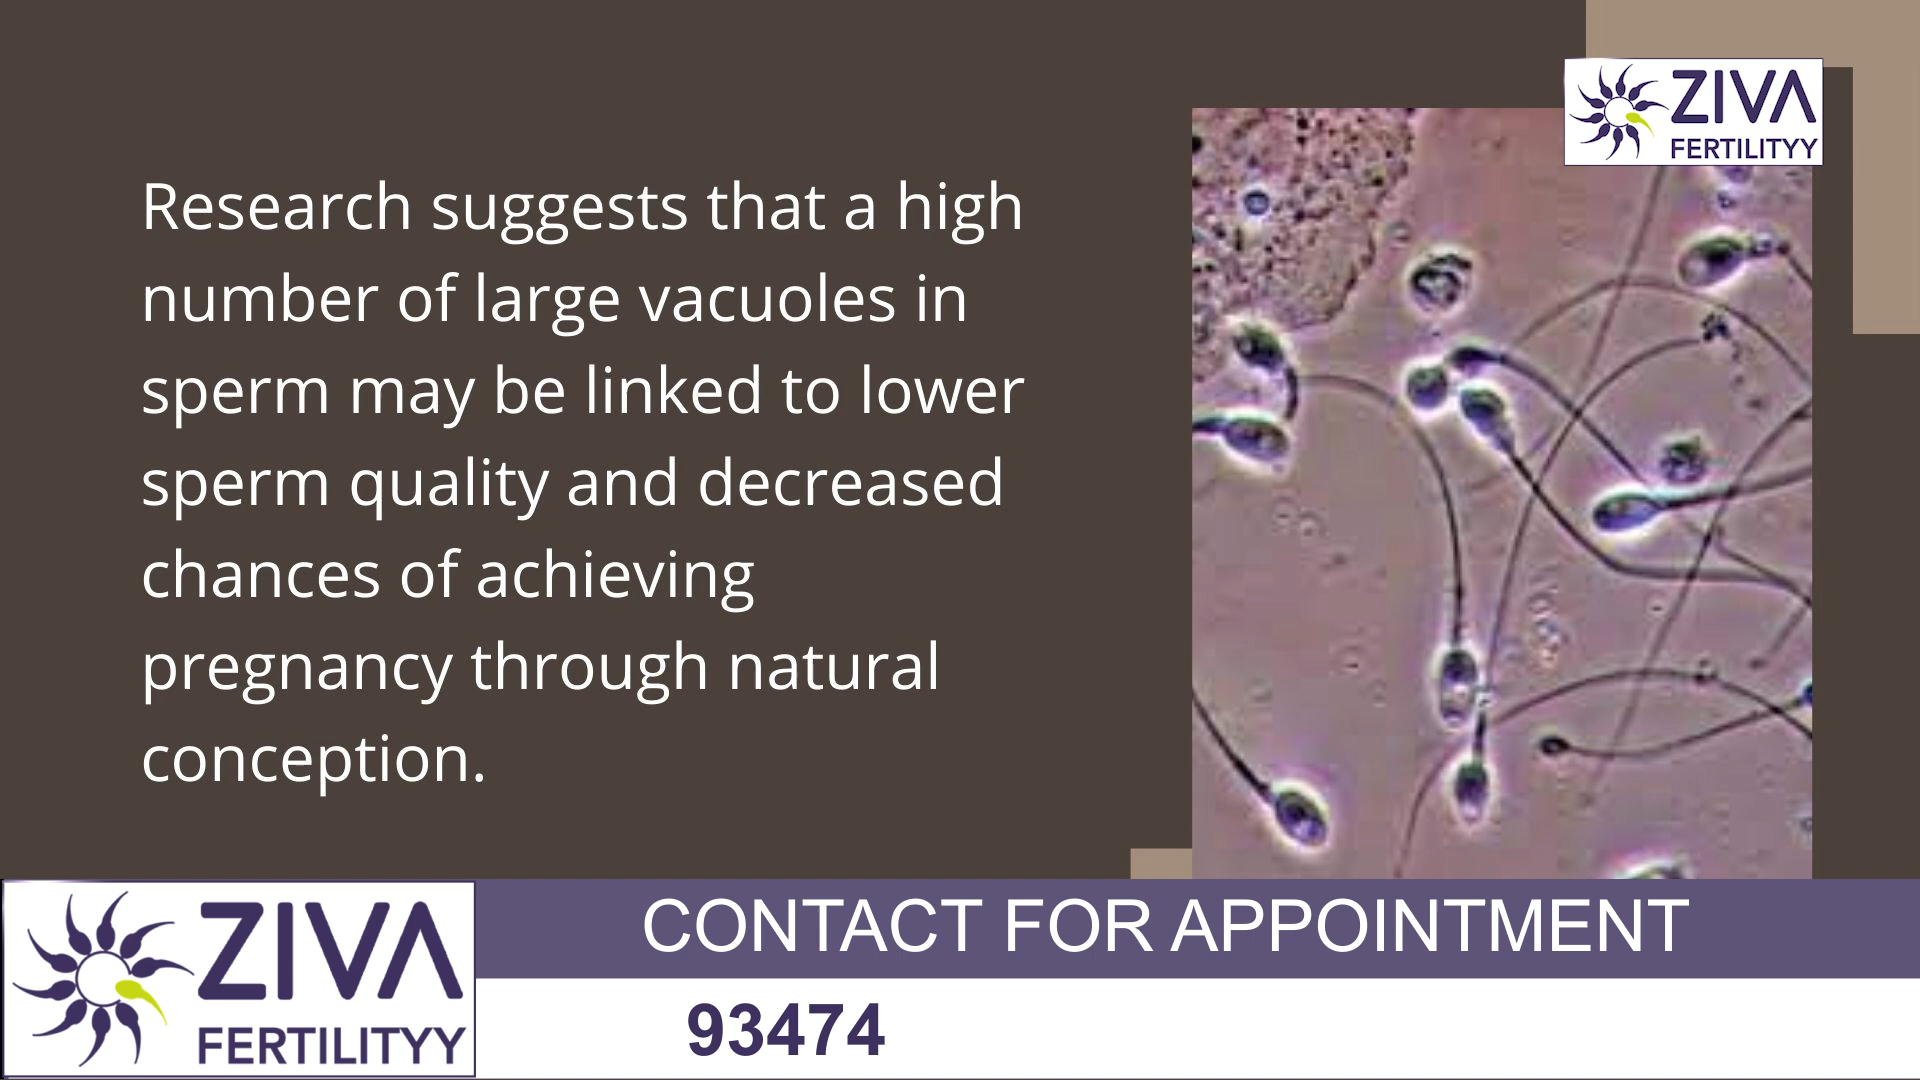 ZIVA
FERTILITYY
Research suggests that a high
number of large vacuoles in
sperm may be linked to lower
sperm quality and decreased
chances of achieving
pregnancy through natural
conception.
ZIVA
FERTILITYY
CONTACT FOR APPOINTMENT
93474